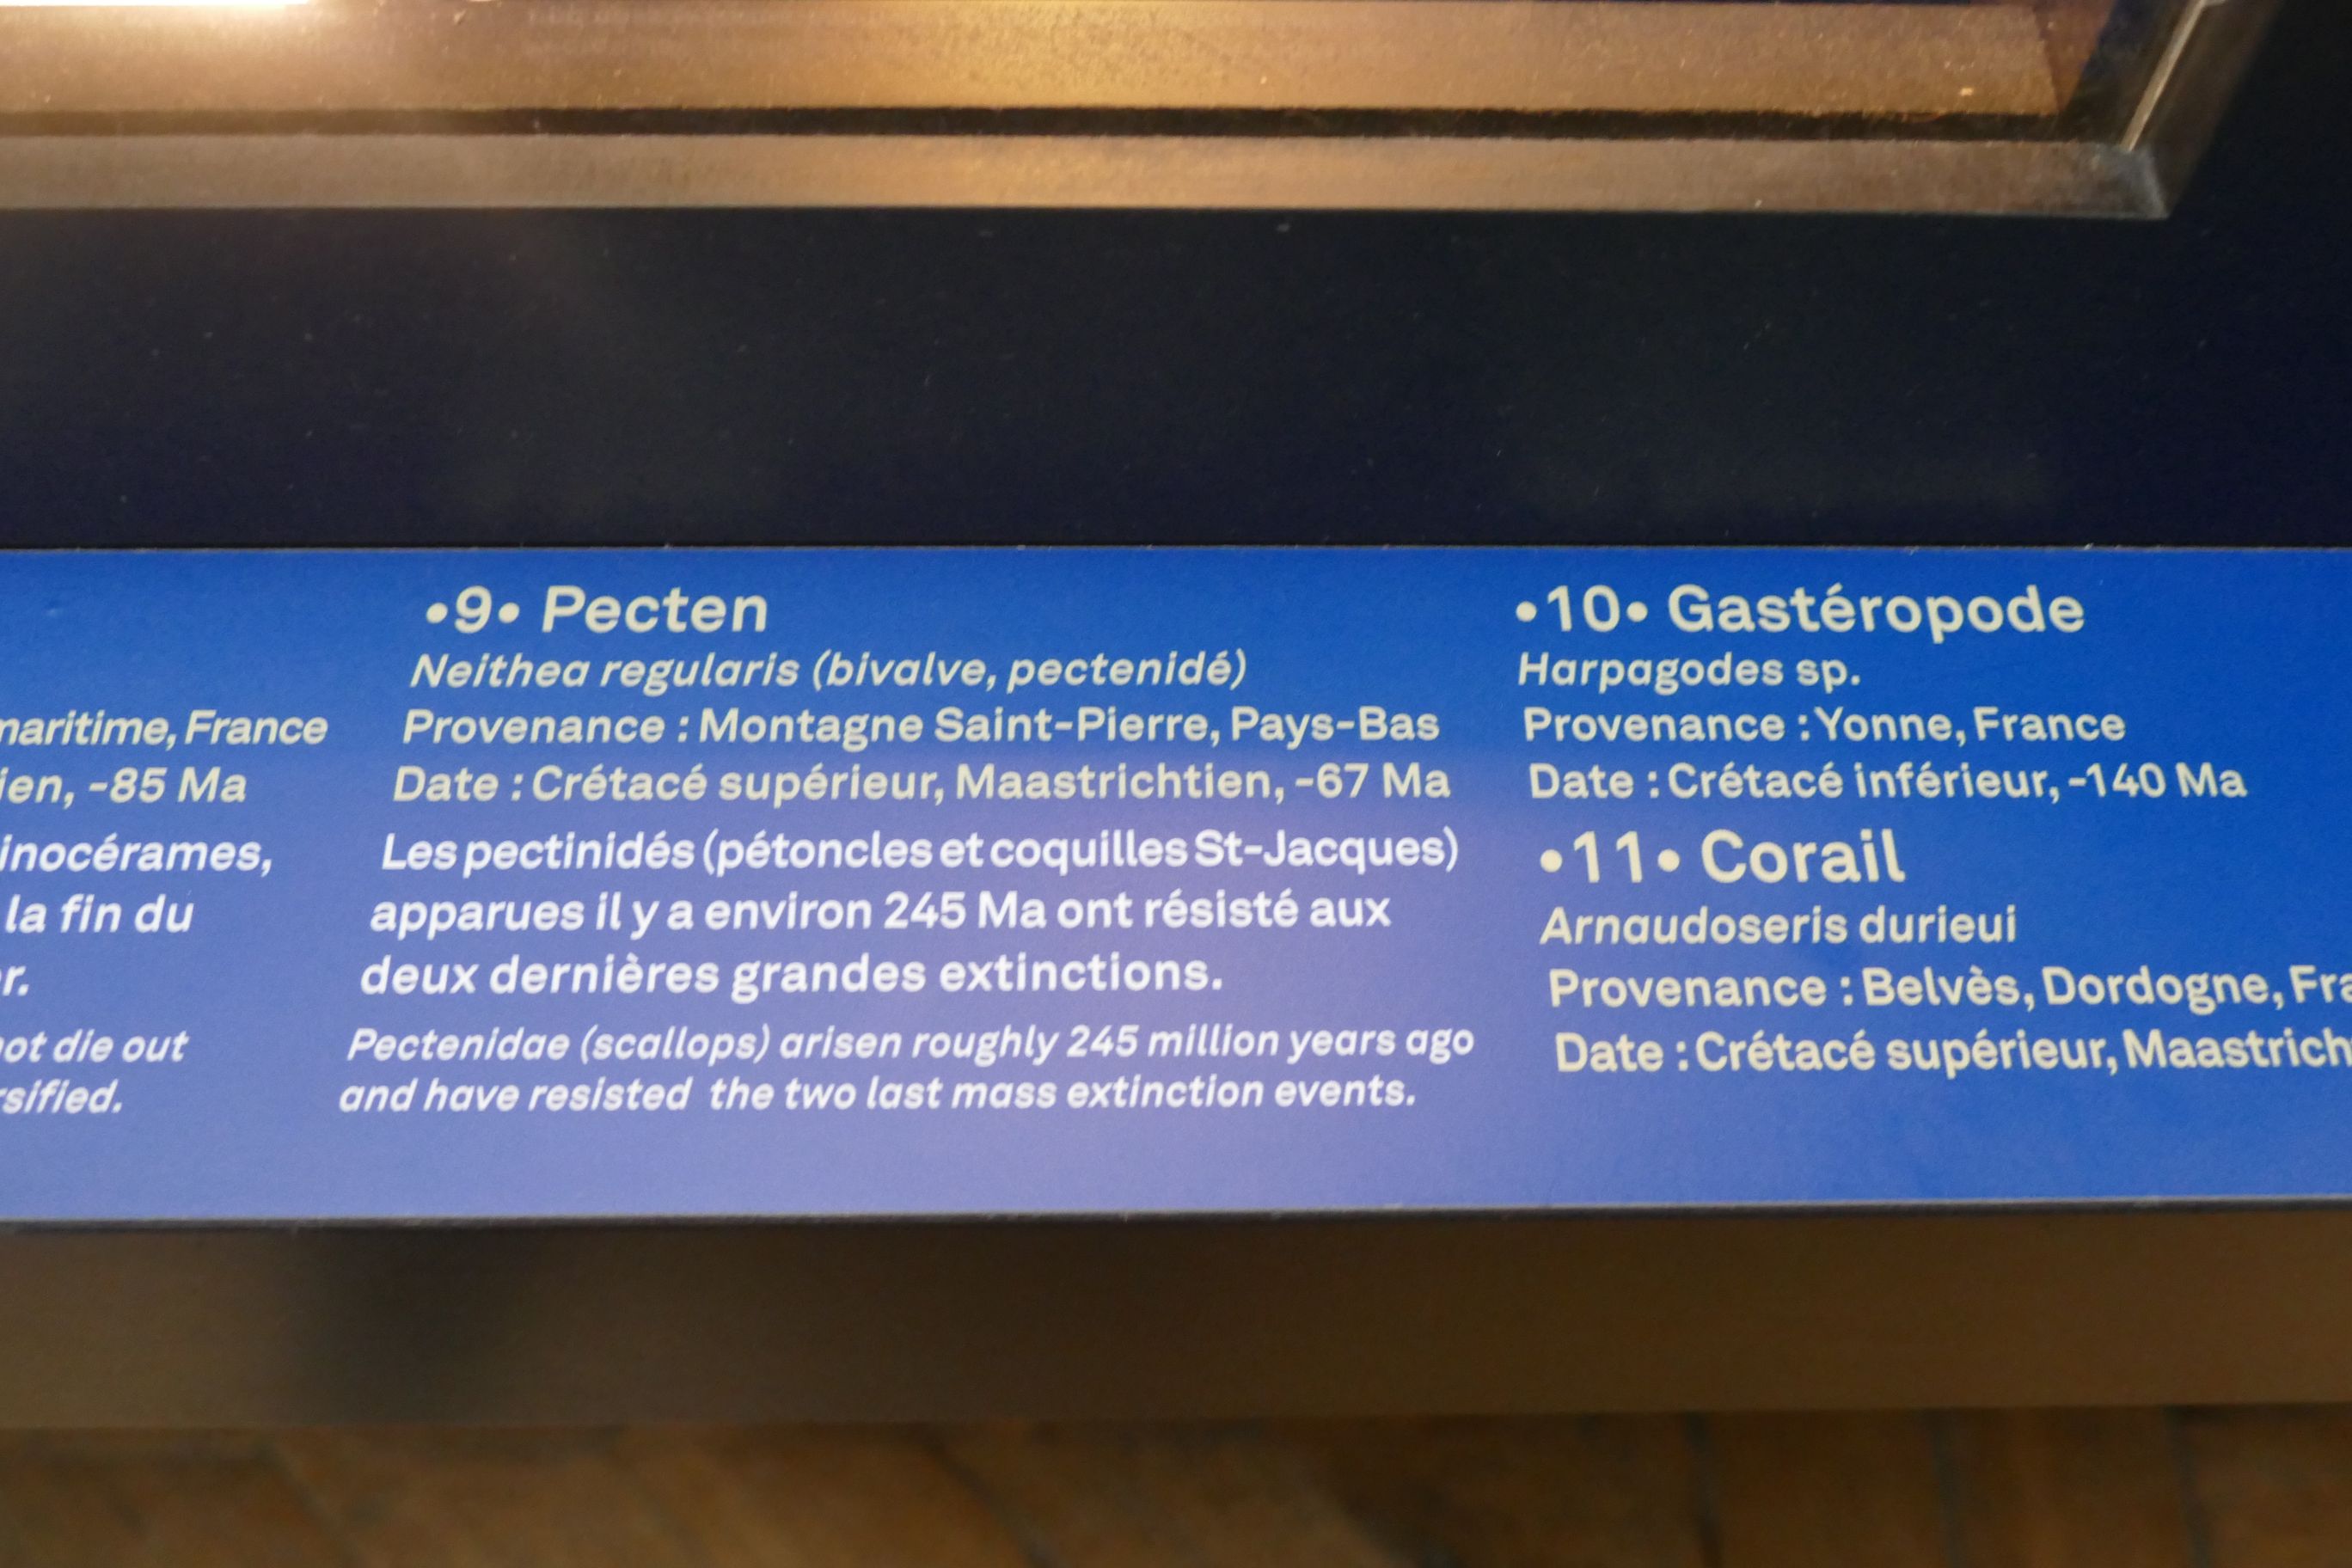 France
-85 Ma
inocérames,
la fin du
die out
•9• Pecten
Neithea regularis (bivalve, pectenidé)
Provenance : Montagne Saint-Pierre, Pays-Bas
Date : Crétacé supérieur, Maastrichtien, -67 Ma
Les pectinidés (pétoncles et coquilles St-Jacques)
apparues il y a environ 245 Ma ont résisté aux
deux dernières grandes extinctions.
Pectenidae (scallops) arisen roughly 245 million years ago
and have resisted the two last mass extinction events.
•10• Gastéropode
Harpagodes sp.
Provenance : Yonne, France
Date : Crétacé inférieur, -140 Ma
•11• Corail
Arnaudoseris durieui
Provenance : Belvès, Dordogne,
Date : Crétacé supérieur,